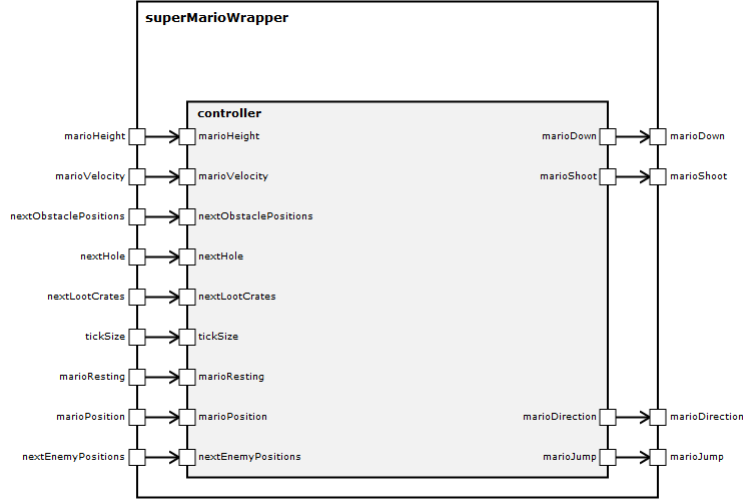 superMarioWrapper
controller
marioHeight marioHeight marioDown marioDown
marioVelocity marioVelocity marioShoot marioShoot
nextObstaclePositions nextObstaclePositions
nextHole nextHole
nextLootCrates nextLootCrates
tickSize tickSize
marioResting marioResting
marioPosition marioPosition marioDirection marioDirection
nextEnemyPositions nextEnemyPositions marioJump marioJump